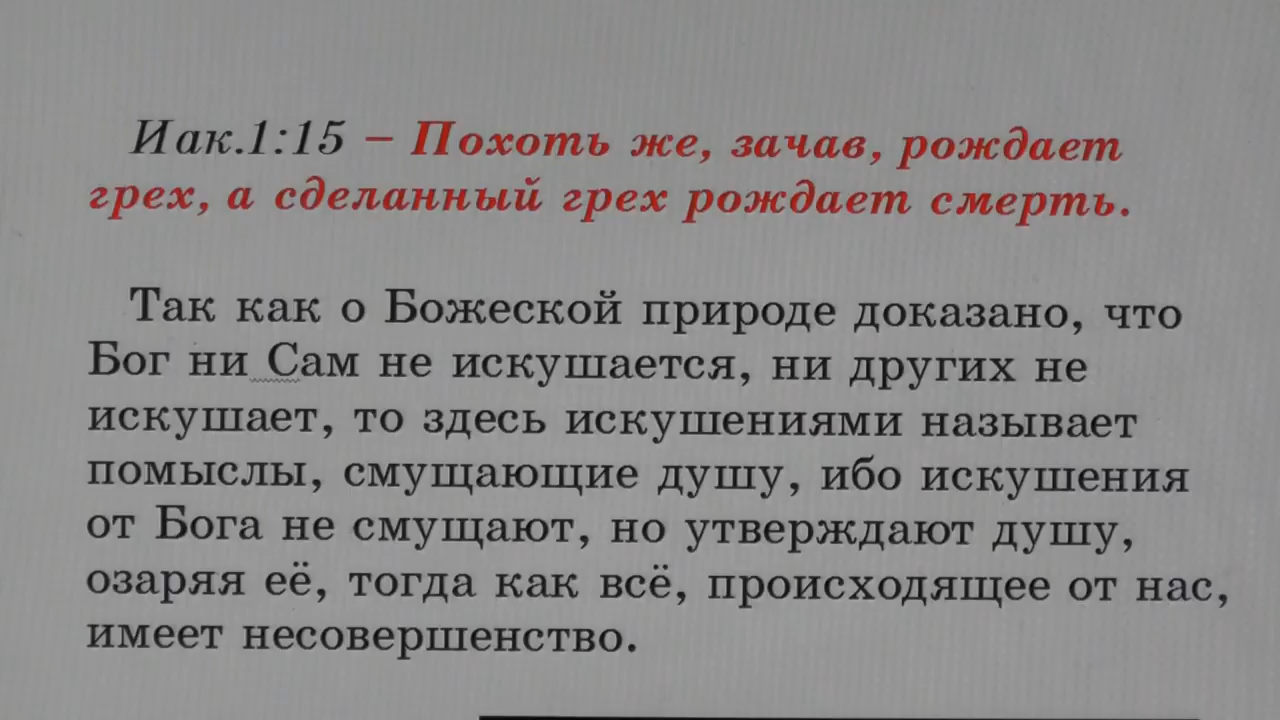 Иак.1:15 – Похоть же, зачав, рождает
грех, а сделанный грех рождает смерть.
Так как о Божеской природе доказано, что
Бог ни Сам не искушается, ни других не
искушает, то здесь искушениями называет
помыслы, смущающие душу, ибо искушения
от Бога не смущают, но утверждают душу,
озаряя её, тогда как всё, происходящее от нас,
имеет несовершенство.